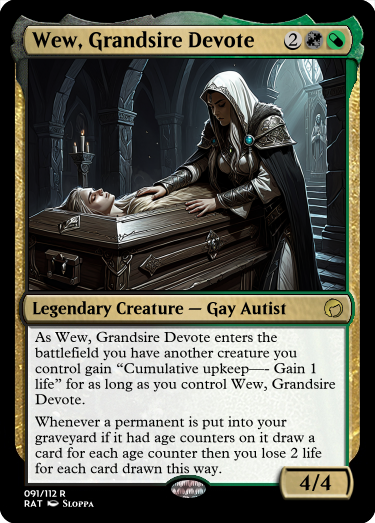 Wew, Grandsire Devote 2
Legendary Creature — Gay Autist
As Wew, Grandsire Devote enters the
battlefield you have another creature you
control gain “Cumulative upkeep—- Gain 1
life” for as long as you control Wew, Grandsire
Devote.
Whenever a permanent is put into your
graveyard if it had age counters on it draw a
card for each age counter then you lose 2 life
for each card drawn this way.
4/4
091/112 R
RAT Sloppa